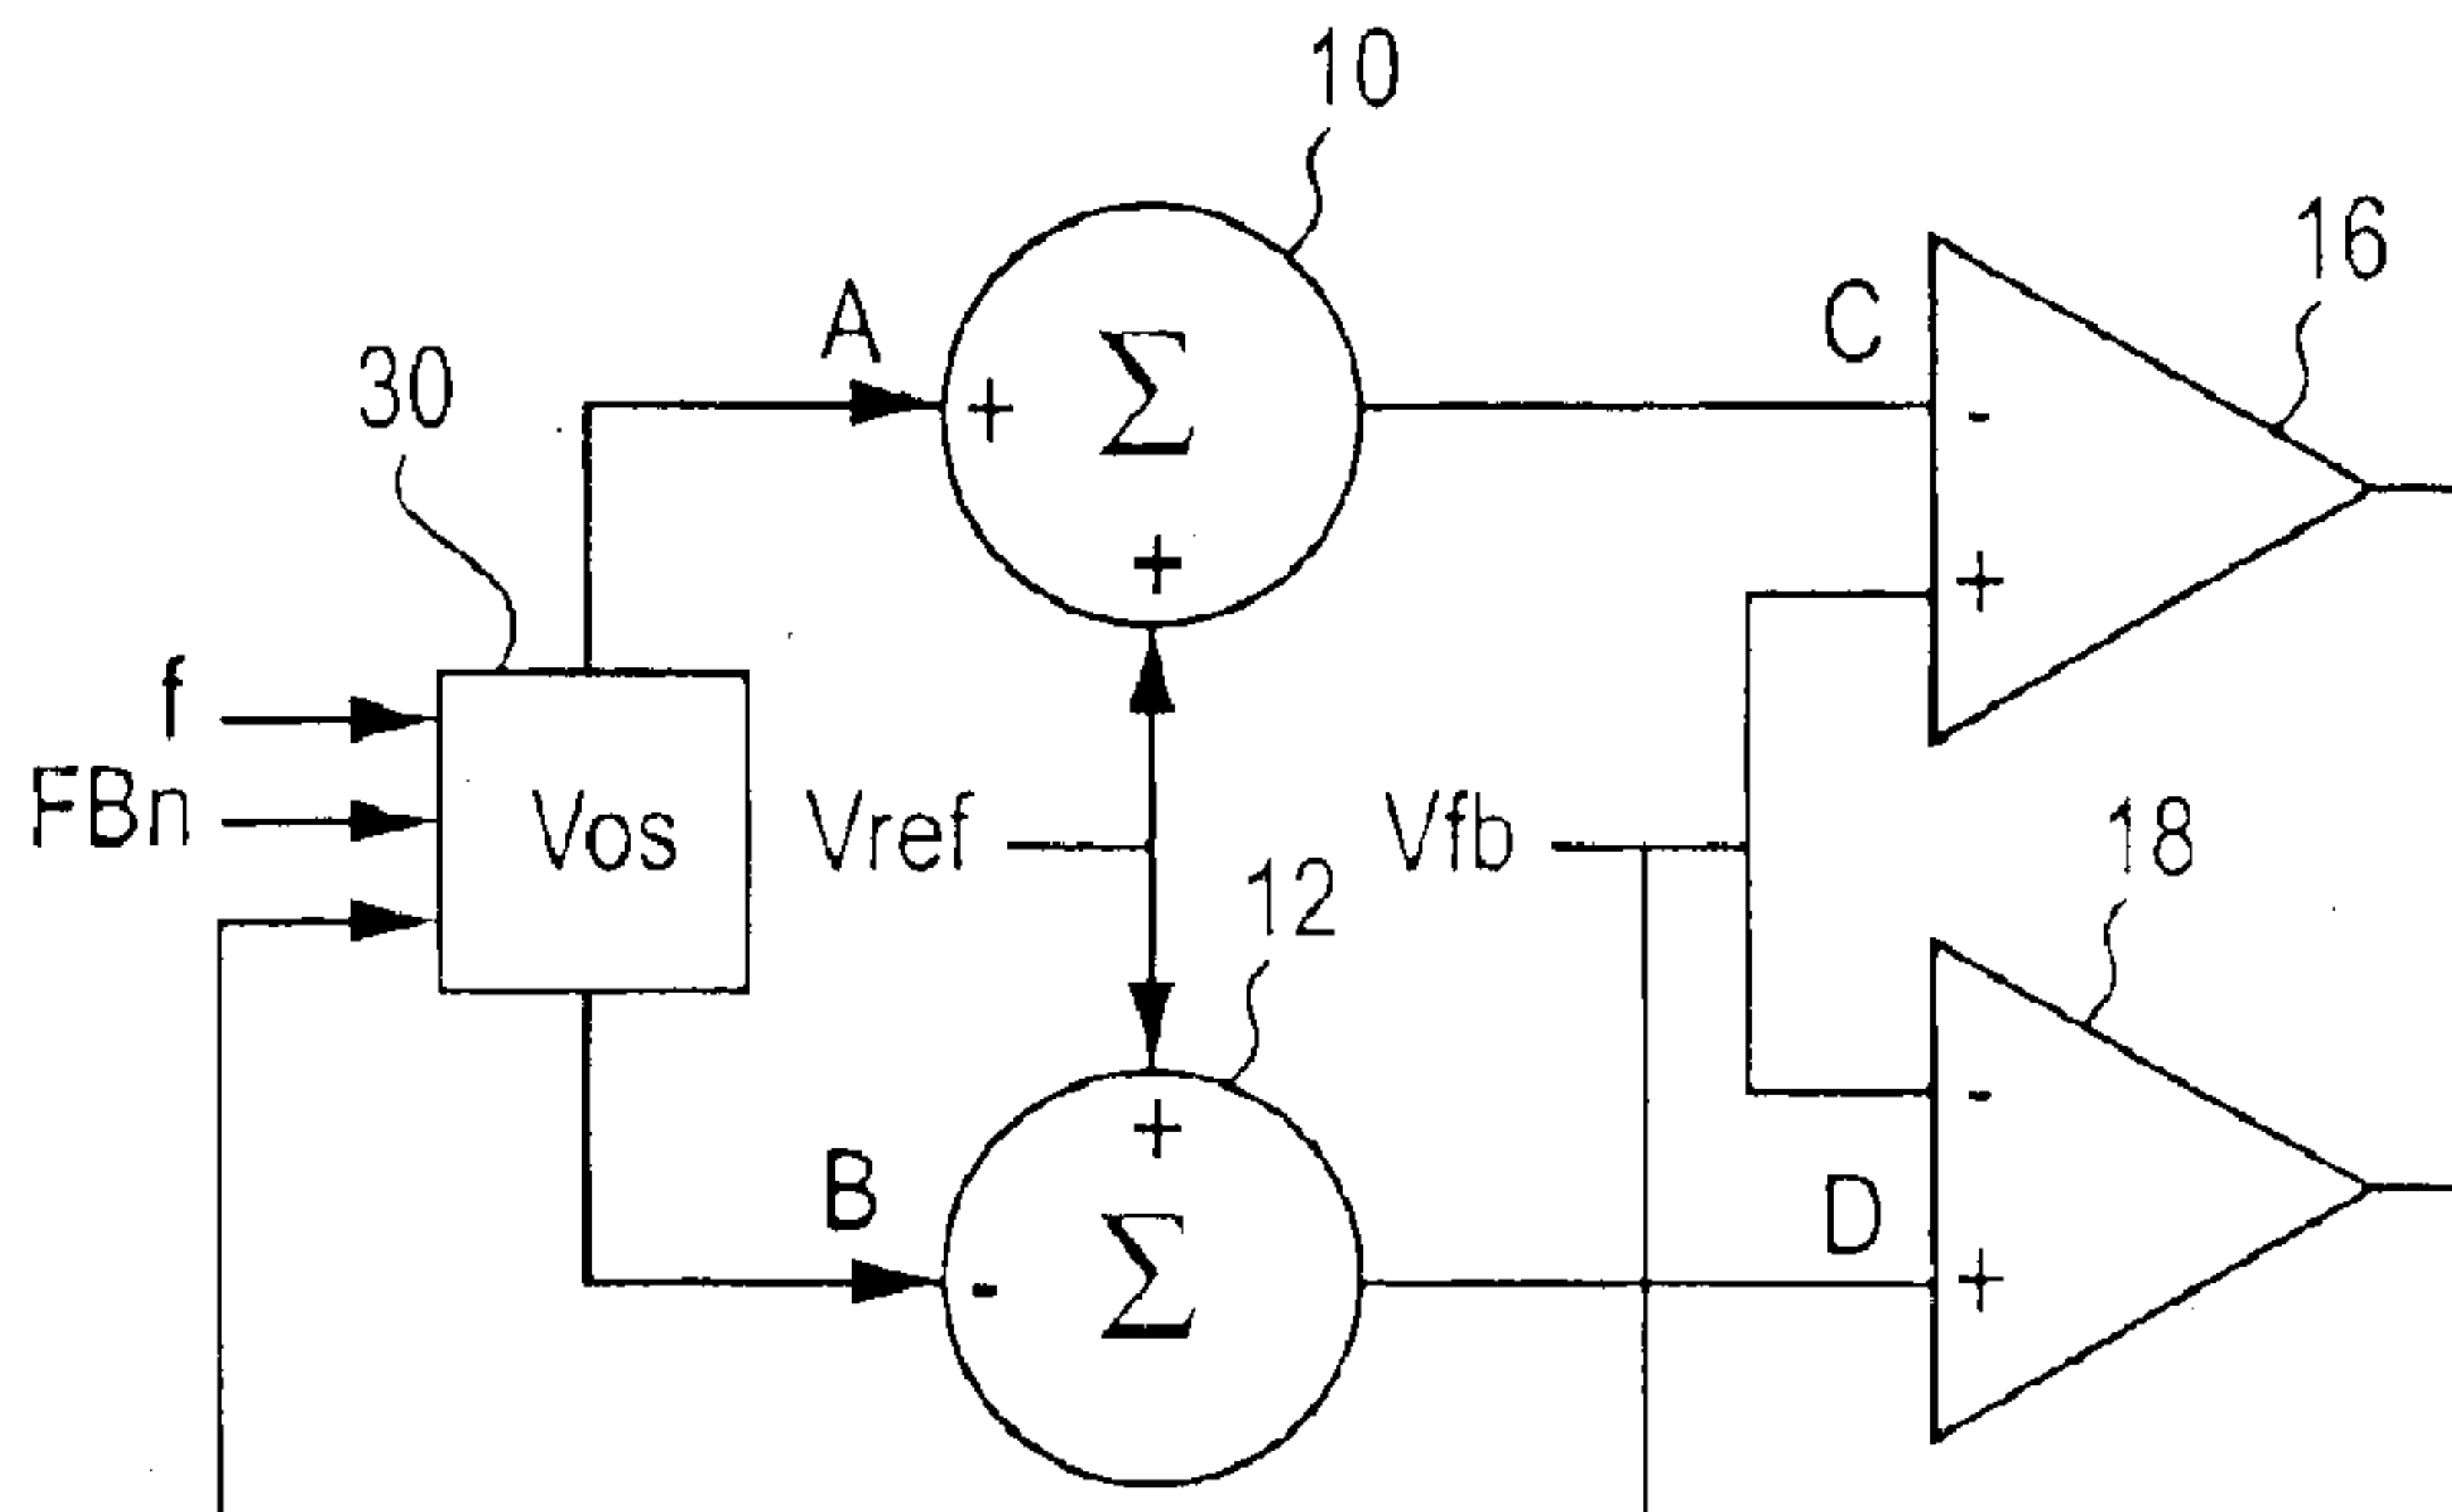 10
16
A
C
30
+
Σ
-
+
+
f
FBn
Vos
Vref
Vfb
12
18
+
-
B
D
-
Σ
+